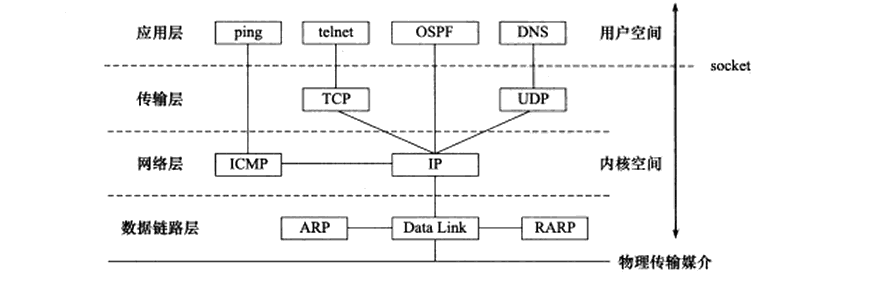 应用层 ping telnet OSPF DNS 用户空间
socket
传输层 TCP UDP
网络层 ICMP IP 内核空间
数据链路层 ARP Data Link RARP
物理传输媒介